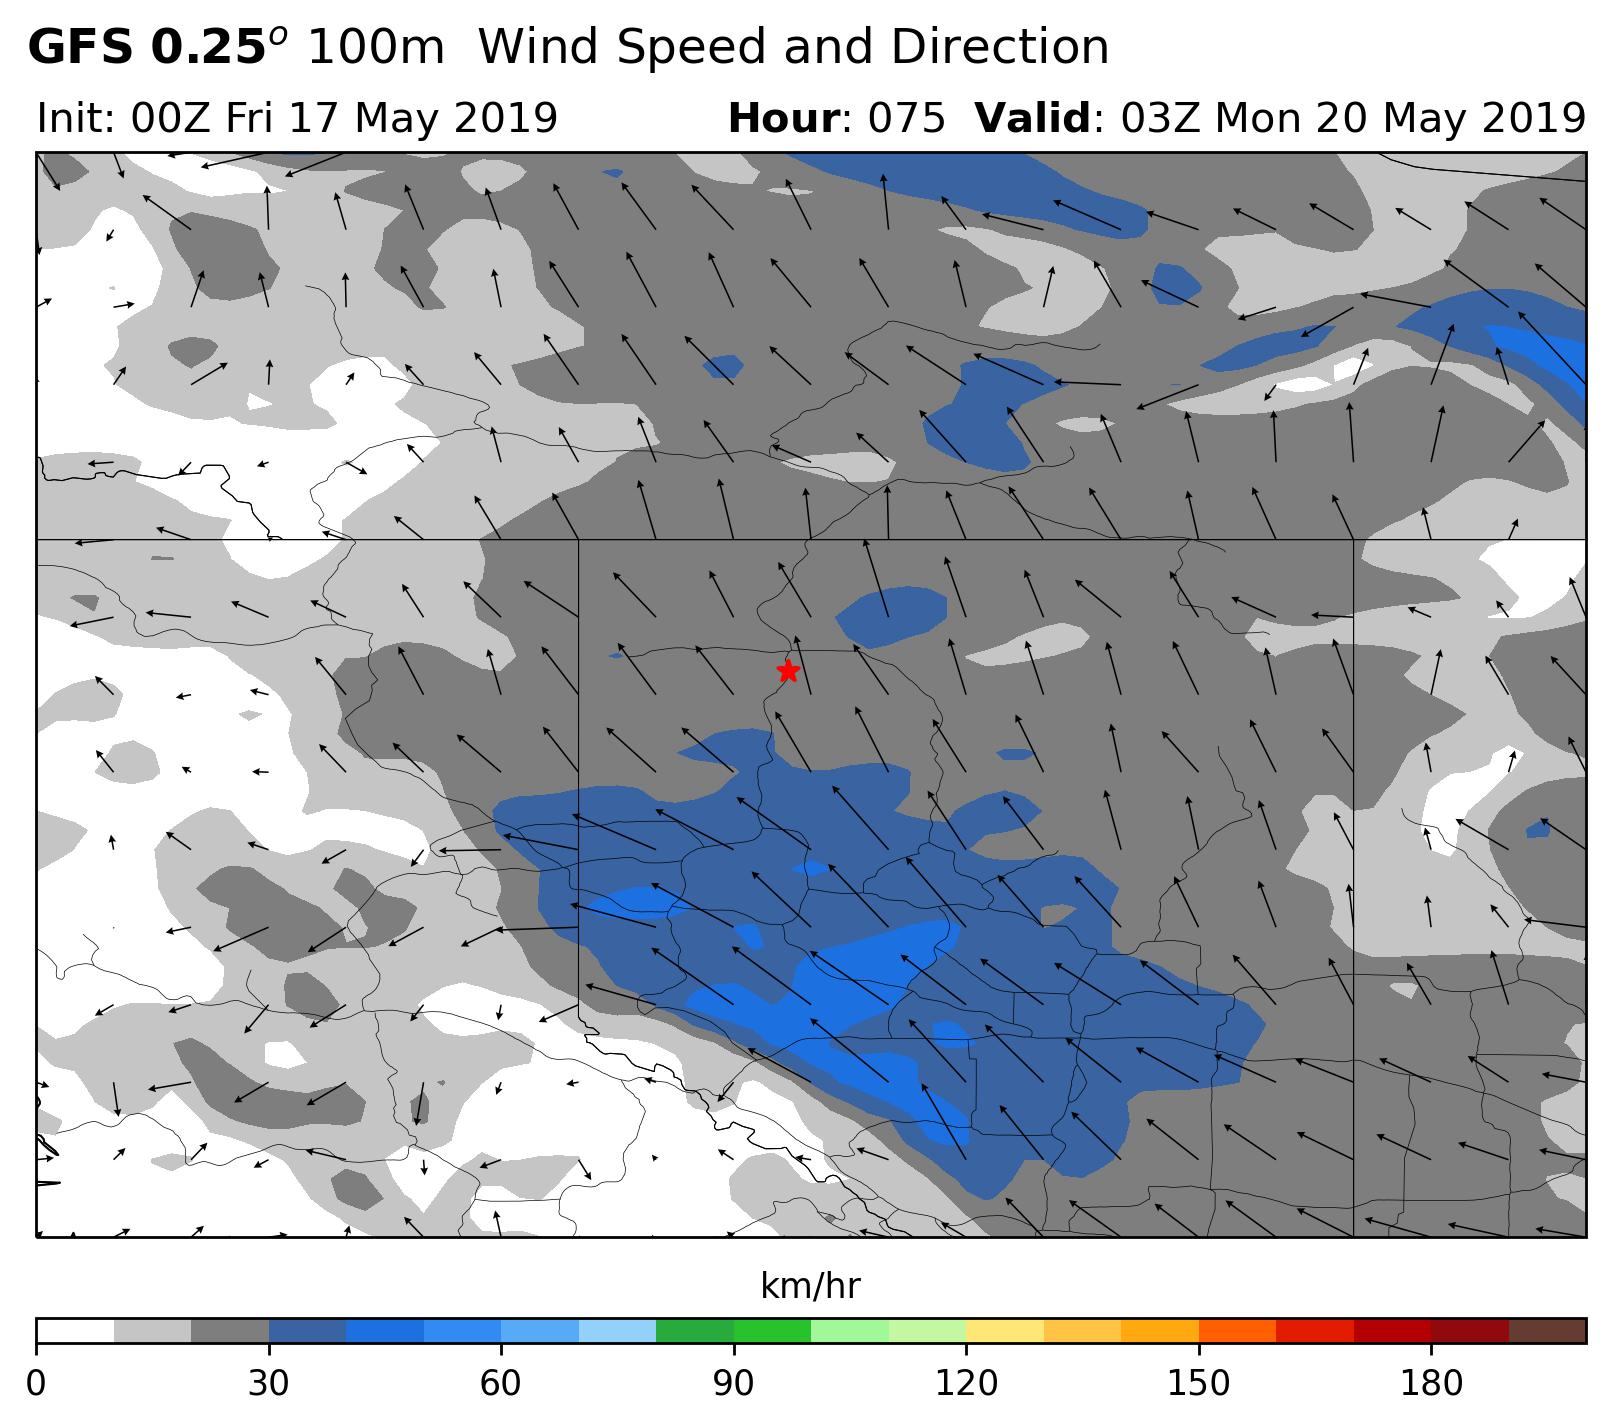 GFS 0.25° 100m Wind Speed and Direction
Init: 00Z Fri 17 May 2019 Hour: 075 Valid: 03Z Mon 20 May 2019
km/hr
0 30 60 90 120 150 180